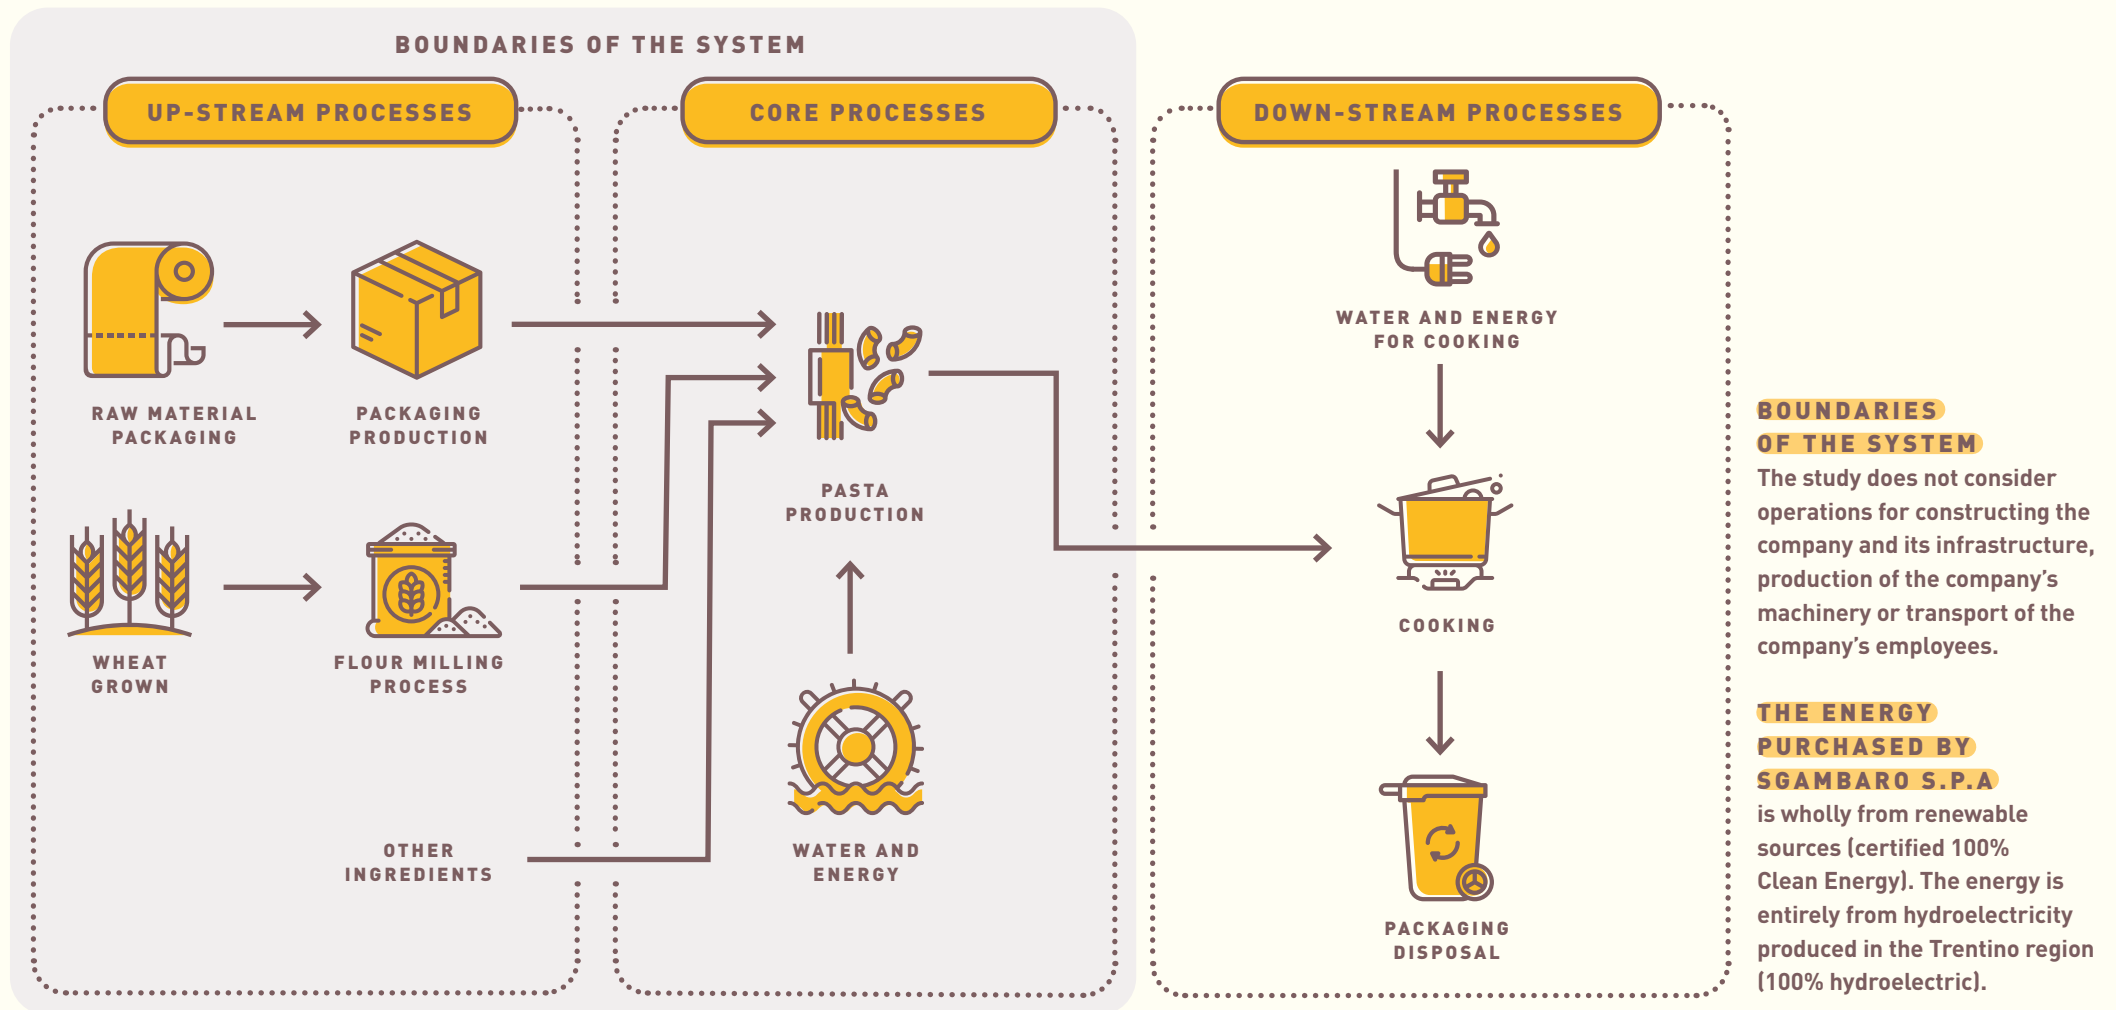 BOUNDARIES OF THE SYSTEM
UP-STREAM PROCESSES
RAW MATERIAL
PACKAGING
PACKAGING
PRODUCTION
WHEAT
GROWN
FLOUR MILLING
PROCESS
OTHER
INGREDIENTS
CORE PROCESSES
PASTA
PRODUCTION
WATER AND
ENERGY
DOWN-STREAM PROCESSES
WATER AND ENERGY
FOR COOKING
COOKING
PACKAGING
DISPOSAL
BOUNDARIES
OF THE SYSTEM
The study does not consider
operations for constructing the
company and its infrastructure,
production of the company's
machinery or transport of the
company's employees.
THE ENERGY
PURCHASED BY
SGAMBARO S.P.A
is wholly from renewable
sources (certified 100%
Clean Energy). The energy is
entirely from hydroelectricity
produced in the Trentino region
(100% hydroelectric).